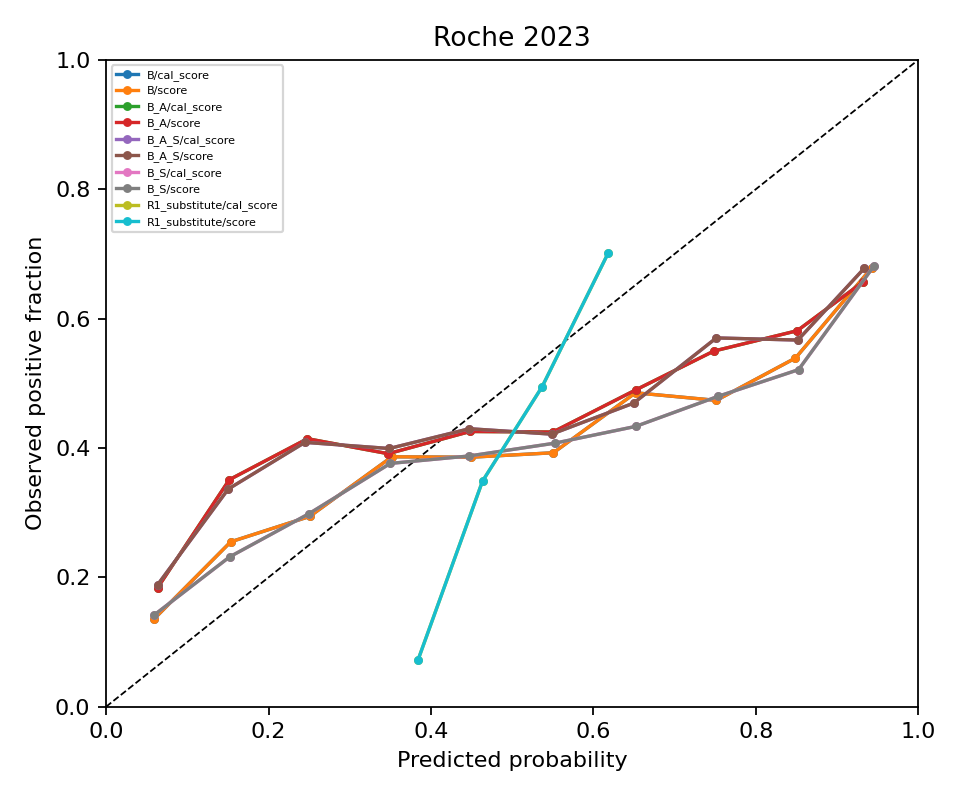 Roche 2023
1.0
0.8
0.6
0.4
0.2
0.0
Observed positive fraction
B/cal_score
B/score
B_A/cal_score
B_A/score
B_A_S/cal_score
B_A_S/score
B_S/cal_score
B_S/score
R1_substitute/cal_score
R1_substitute/score
0.0 0.2 0.4 0.6 0.8 1.0
Predicted probability